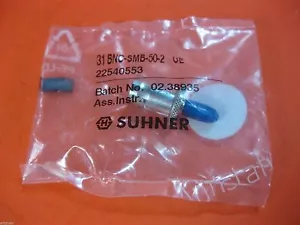 31 BNC-SMB-50-2 UE
22540553
Batch No. 02.38935
Ass.Instr.
SUHNER